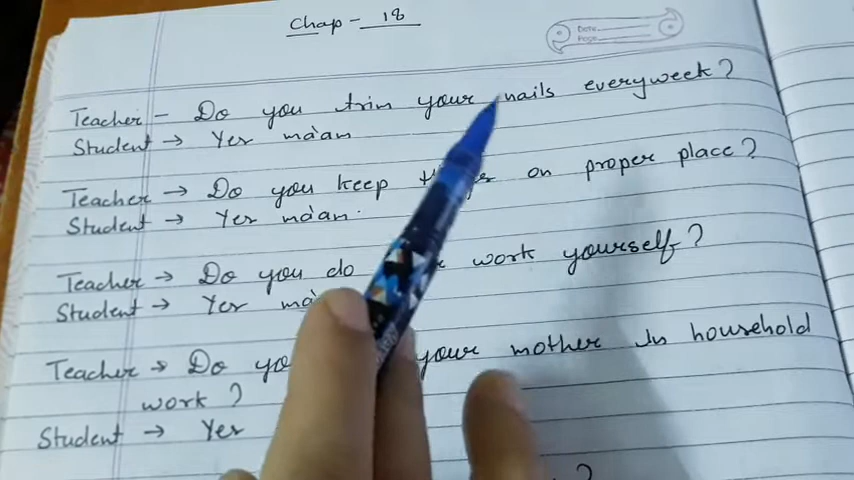 Chap - 18
Date
Page
Teacher - Do you trim your nails everyweek?
Student → Yes ma'am
Teacher → Do you keep on proper place?
Student → Yes ma'am.
Teacher → Do you do work yourself?
Student → Yes
Teacher → Do your mother in household
work?
Student → Yes
?